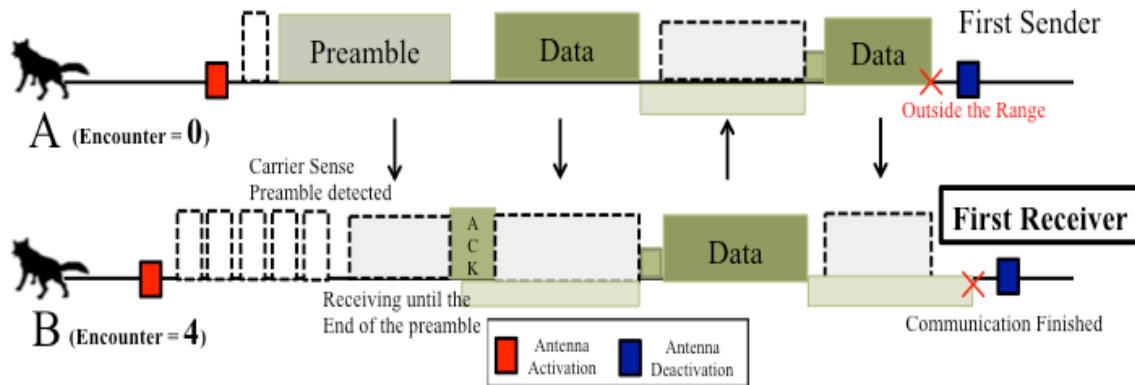 First Sender
Preamble
Data
Data
Outside the Range
A (Encounter = 0)
Carrier Sense
Preamble detected
A
C
K
Data
First Receiver
Receiving until the
End of the preamble
B (Encounter = 4)
Communication Finished
Antenna
Activation
Antenna
Deactivation